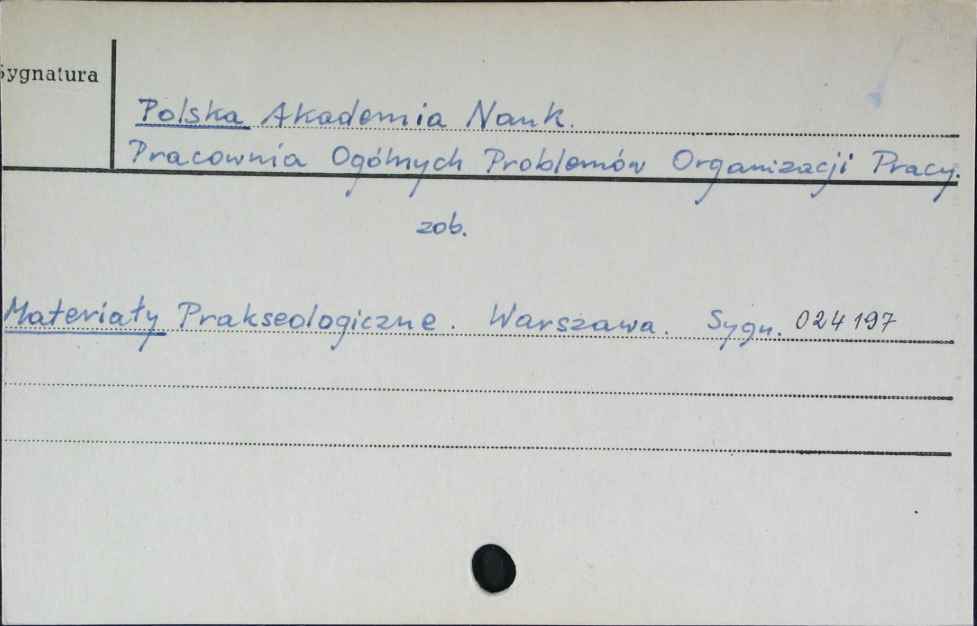 Sygnatura
Polska Akademia Nauk.
Pracownia Ogólnych Problemów Organizacji Pracy.
zob.
Materiały Prakseologiczne. Warszawa. Sygn. 024197